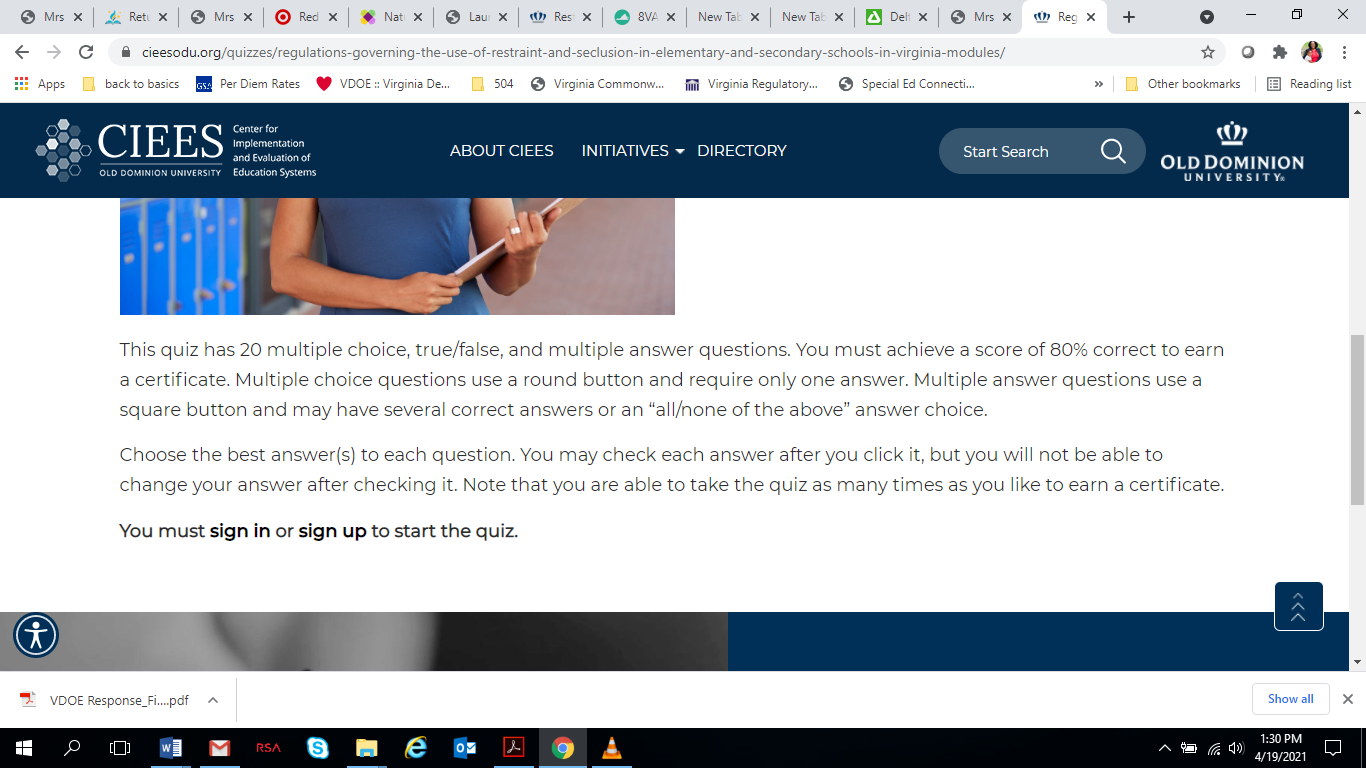 Mrs
Retu
Mrs
Red
Nat
Laur
Res
8VA
New Tab
New Tab
Delt
Mrs
Reg
cieesodu.org/quizzes/regulations-governing-the-use-of-restraint-and-seclusion-in-elementary-and-secondary-schools-in-virginia-modules/
Apps
back to basics
GSA
Per Diem Rates
VDOE :: Virginia De...
504
Virginia Commonw...
Virginia Regulatory...
Special Ed Connecti...
»
Other bookmarks
Reading list
CIEES
OLD DOMINION UNIVERSITY
Center for
Implementation
and Evaluation of
Education Systems
ABOUT CIEES
INITIATIVES
DIRECTORY
Start Search
OLD DOMINION
UNIVERSITY
This quiz has 20 multiple choice, true/false, and multiple answer questions. You must achieve a score of 80% correct to earn
a certificate. Multiple choice questions use a round button and require only one answer. Multiple answer questions use a
square button and may have several correct answers or an “all/none of the above” answer choice.
Choose the best answer(s) to each question. You may check each answer after you click it, but you will not be able to
change your answer after checking it. Note that you are able to take the quiz as many times as you like to earn a certificate.
You must sign in or sign up to start the quiz.
VDOE Response_Fi....pdf
Show all
RSA
1:30 PM
4/19/2021